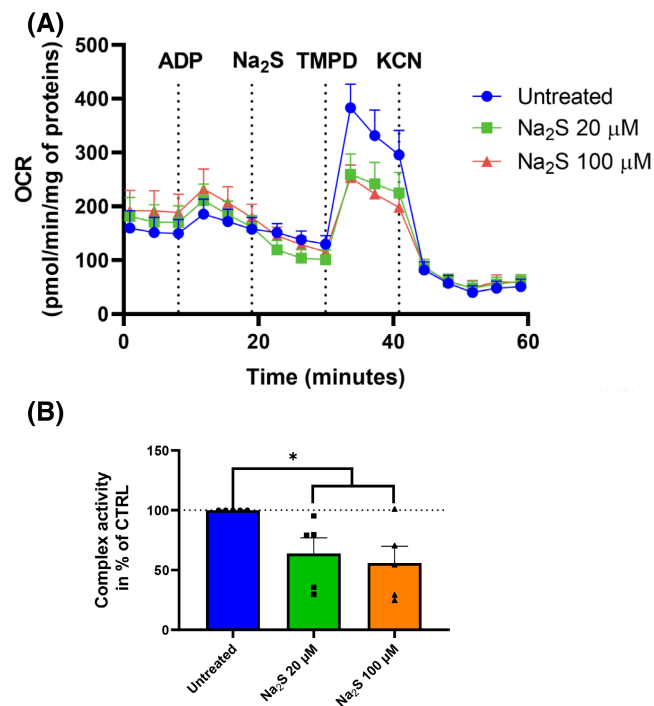 (A)
ADP Na₂S TMPD KCN
500
400
300
200
100
0
OCR
(pmol/min/mg of proteins)
0 20 40 60
Time (minutes)
Untreated
Na₂S 20 μM
Na₂S 100 μM
(B)
*
150
100
50
0
Complex activity
in % of CTRL
Untreated
Na₂S 20 μM
Na₂S 100 μM